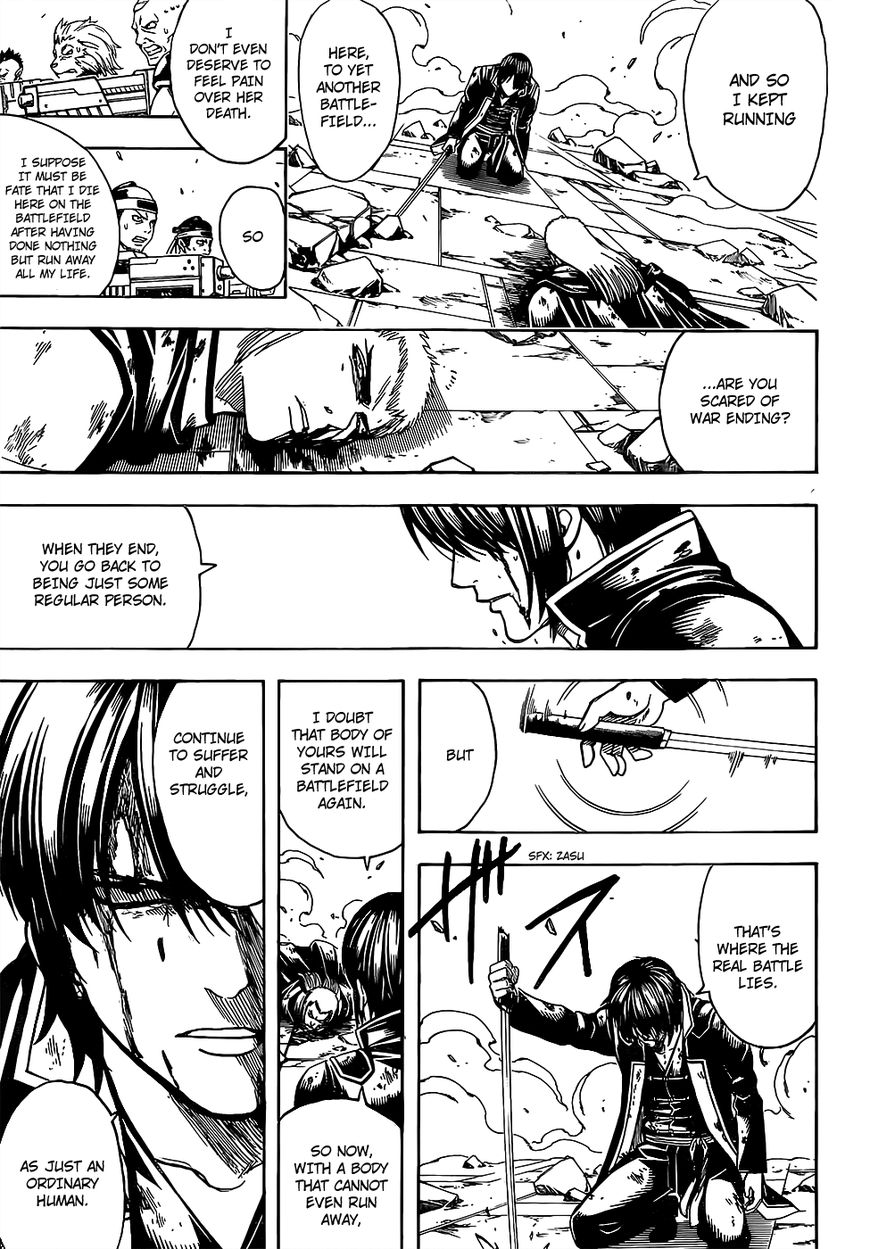 AND SO
I KEPT
RUNNING
HERE,
TO YET
ANOTHER
BATTLE-
FIELD...
I
DON'T EVEN
DESERVE TO
FEEL PAIN
OVER HER
DEATH.
SO
I SUPPOSE
IT MUST BE
FATE THAT I DIE
HERE ON THE
BATTLEFIELD
AFTER HAVING
DONE NOTHING
BUT RUN AWAY
ALL MY LIFE.
...ARE YOU
SCARED OF
WAR ENDING?
WHEN THEY END,
YOU GO BACK TO
BEING JUST SOME
REGULAR PERSON.
BUT
SFX: ZASU
ザス
THAT'S
WHERE THE
REAL BATTLE
LIES.
I DOUBT
THAT BODY OF
YOURS WILL
STAND ON A
BATTLEFIELD
AGAIN.
SO NOW,
WITH A BODY
THAT CANNOT
EVEN RUN
AWAY,
CONTINUE
TO SUFFER
AND
STRUGGLE,
AS JUST AN
ORDINARY
HUMAN.